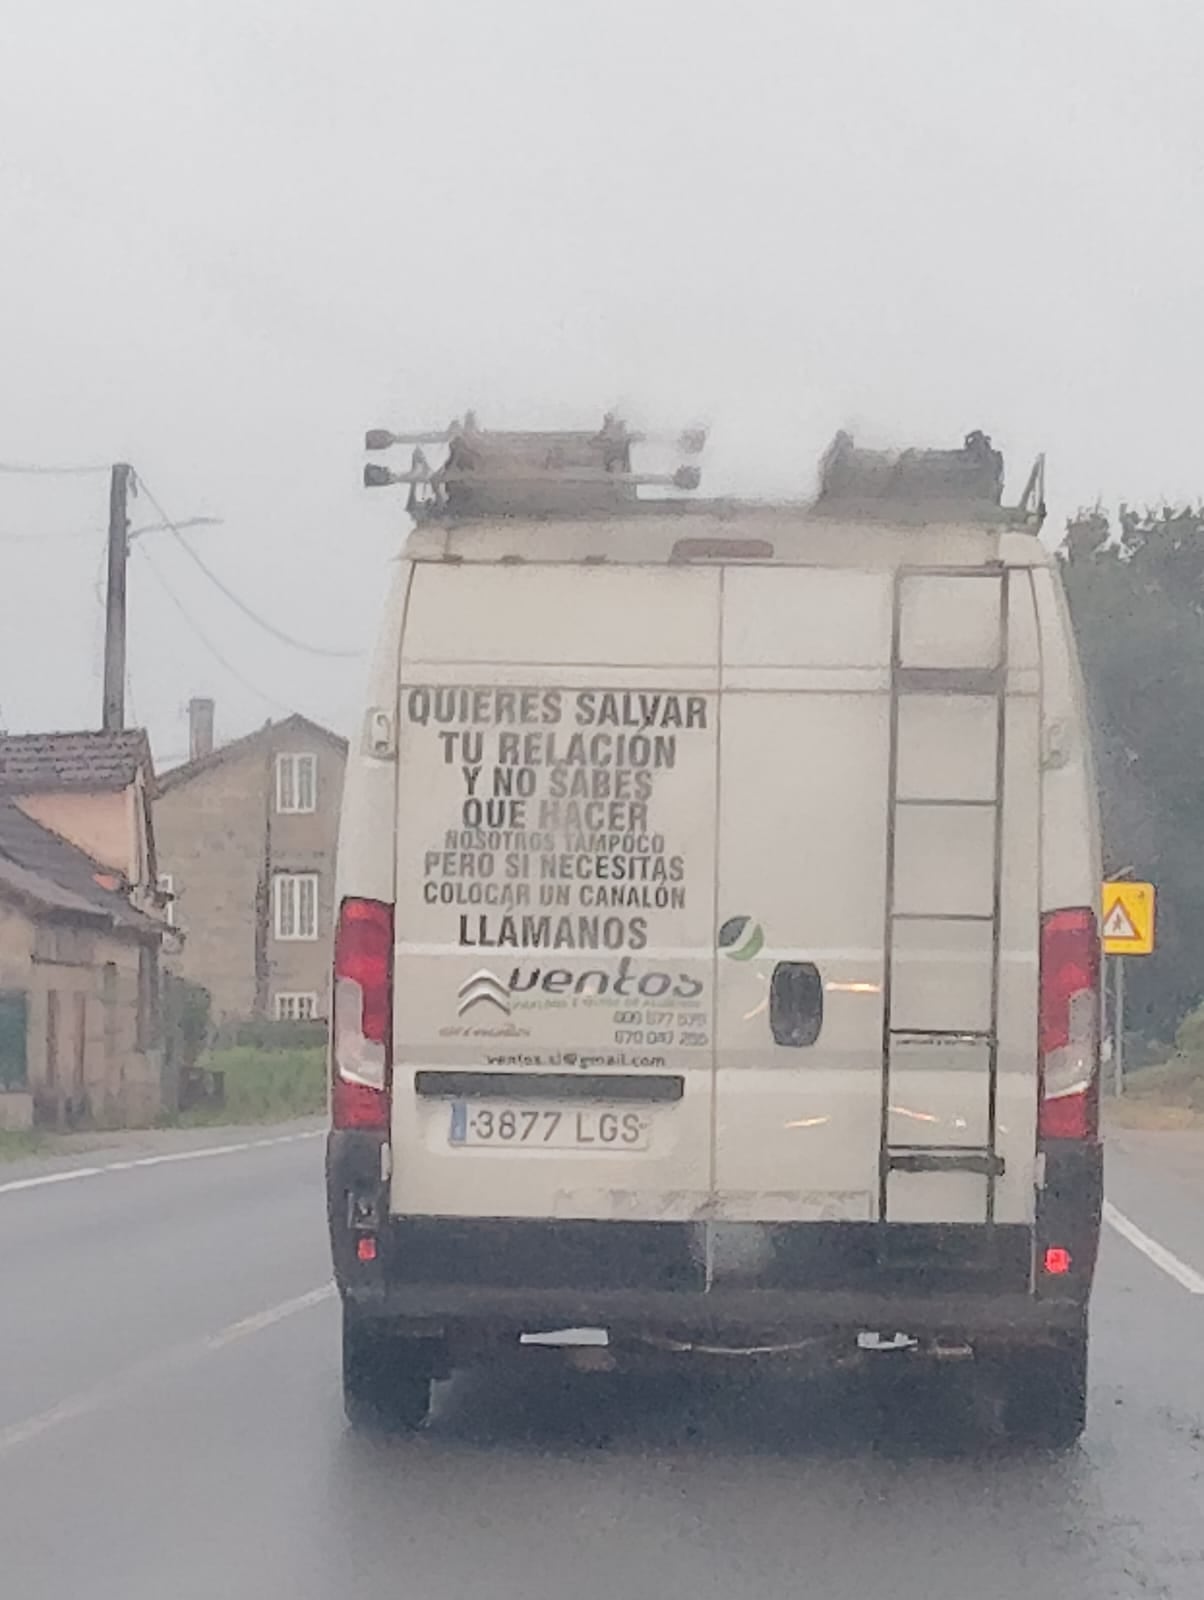 QUIERES SALVAR
TU RELACIÓN
Y NO SABES
QUE HACER
NOSOTROS TAMPOCO
PERO SI NECESITAS
COLOCAR UN CANALÓN
LLÁMANOS
ventos
ventos.sl@gmail.com
3877 LGS